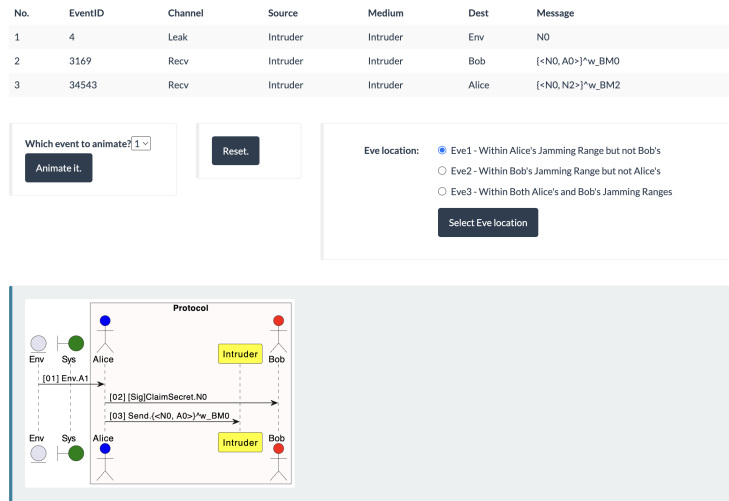 No. EventID Channel Source Medium Dest Message
1 4 Leak Intruder Intruder Env N0
2 3169 Recv Intruder Intruder Bob {<N0, A0>}^w_BM0
3 34543 Recv Intruder Intruder Alice {<N0, N2>}^w_BM2
Which event to animate? 1
Animate it.
Reset.
Eve location:
Eve1 - Within Alice's Jamming Range but not Bob's
Eve2 - Within Bob's Jamming Range but not Alice's
Eve3 - Within Both Alice's and Bob's Jamming Ranges
Select Eve location
Protocol
Env Sys Alice Intruder Bob
[01] Env.A1
[02] [Sig]ClaimSecret.N0
[03] Send.{<N0, A0>}^w_BM0
Env Sys Alice Intruder Bob